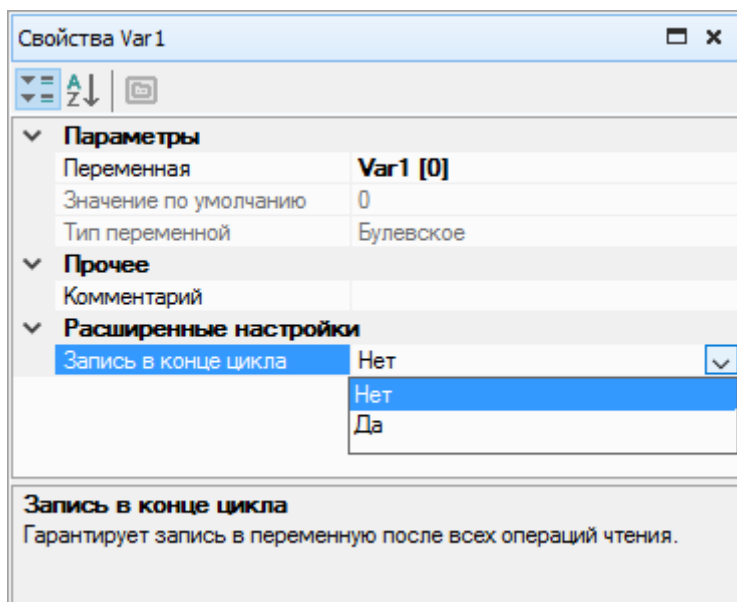 Свойства Var1
Параметры
Переменная Var1 [0]
Значение по умолчанию 0
Тип переменной Булевское
Прочее
Комментарий
Расширенные настройки
Запись в конце цикла Нет
Нет
Да
Запись в конце цикла
Гарантирует запись в переменную после всех операций чтения.